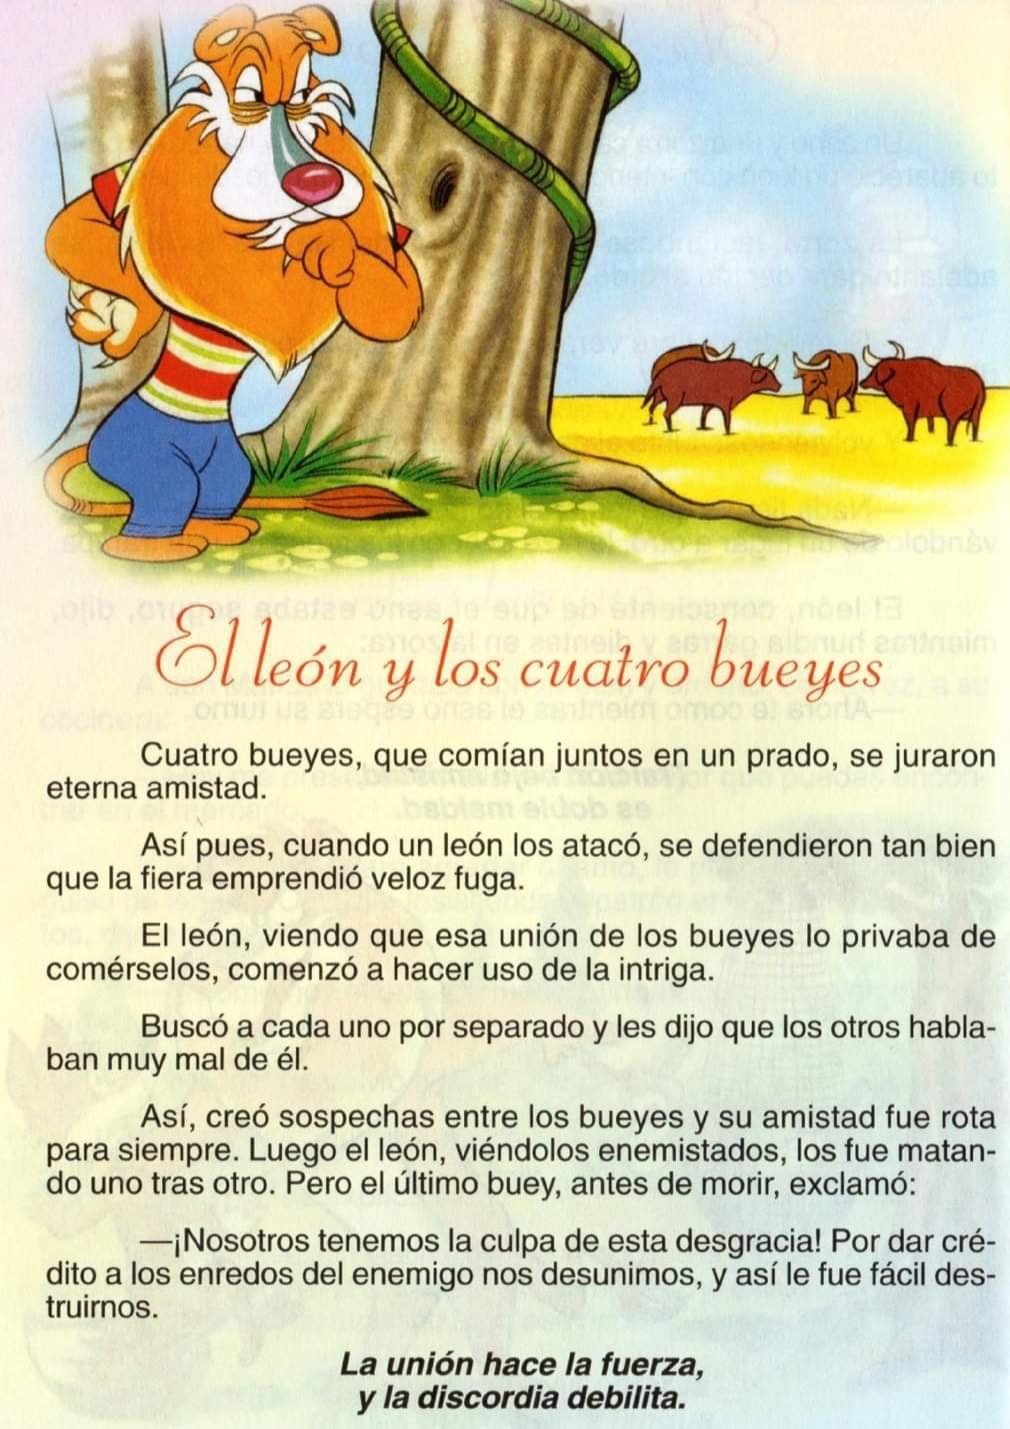 El león y los cuatro bueyes
Cuatro bueyes, que comían juntos en un prado, se juraron
eterna amistad.
Así pues, cuando un león los atacó, se defendieron tan bien
que la fiera emprendió veloz fuga.
El león, viendo que esa unión de los bueyes lo privaba de
comérselos, comenzó a hacer uso de la intriga.
Buscó a cada uno por separado y les dijo que los otros habla-
ban muy mal de él.
Así, creó sospechas entre los bueyes y su amistad fue rota
para siempre. Luego el león, viéndolos enemistados, los fue matan-
do uno tras otro. Pero el último buey, antes de morir, exclamó:
—¡Nosotros tenemos la culpa de esta desgracia! Por dar cré-
dito a los enredos del enemigo nos desunimos, y así le fue fácil des-
truirnos.
La unión hace la fuerza,
y la discordia debilita.